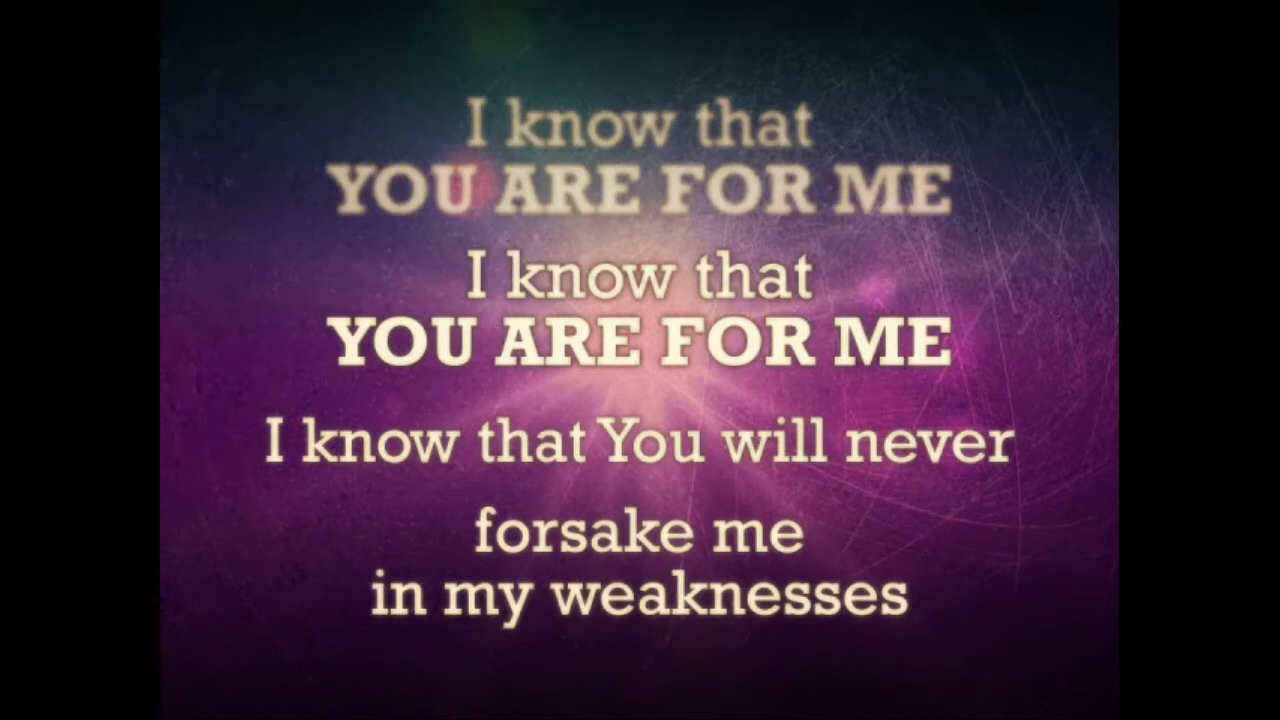 I know that
YOU ARE FOR ME
I know that
YOU ARE FOR ME
I know that You will never
forsake me
in my weaknesses